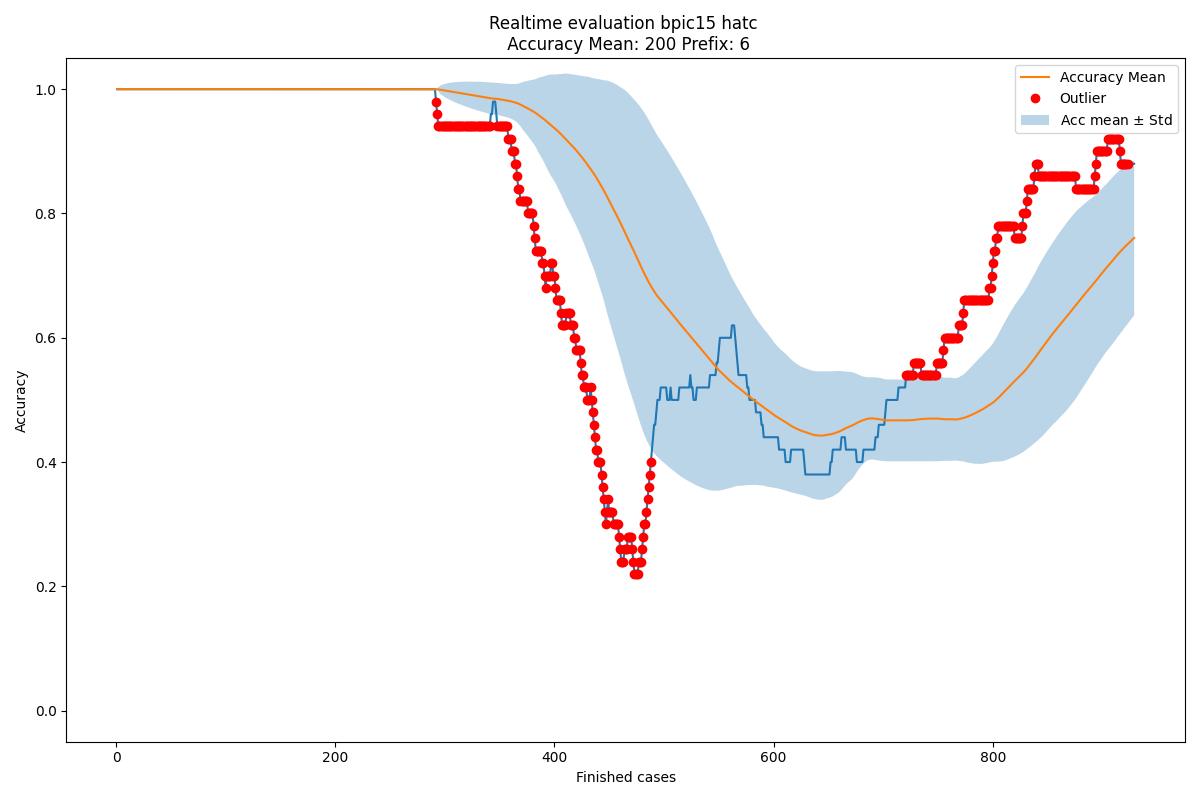 Realtime evaluation bpic15 hatc
Accuracy Mean: 200 Prefix: 6
Accuracy Mean
Outlier
Acc mean ± Std
Accuracy
1.0
0.8
0.6
0.4
0.2
0.0
0
200
400
600
800
Finished cases